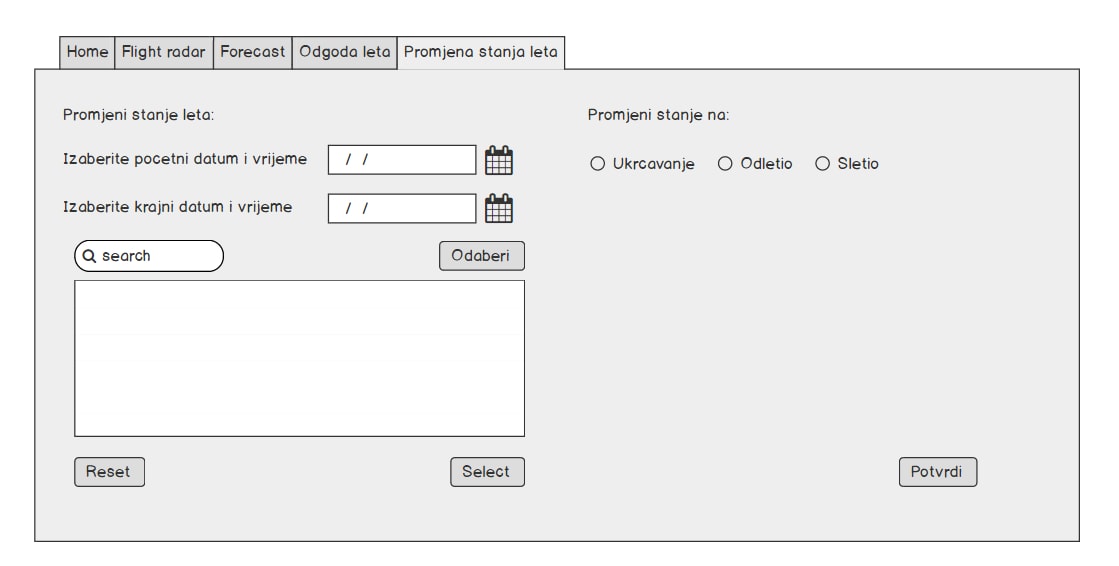 Home Flight radar Forecast Odgoda leta Promjena stanja leta
Promjeni stanje leta:
Izaberite pocetni datum i vrijeme / /
Izaberite krajni datum i vrijeme / /
search Odaberi
Reset Select
Promjeni stanje na:
Ukrcavanje Odletio Sletio
Potvrdi